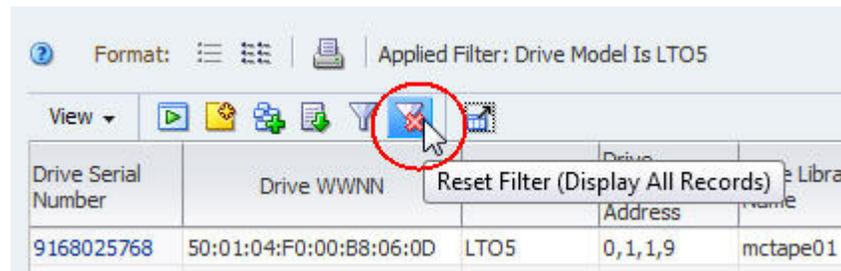 Format: Applied Filter: Drive Model Is LTO5
View
Drive Serial Number
Drive WWNN
Drive
Address
Reset Filter (Display All Records)
9168025768 50:01:04:F0:00:B8:06:0D LTO5 0,1,1,9 mctape01